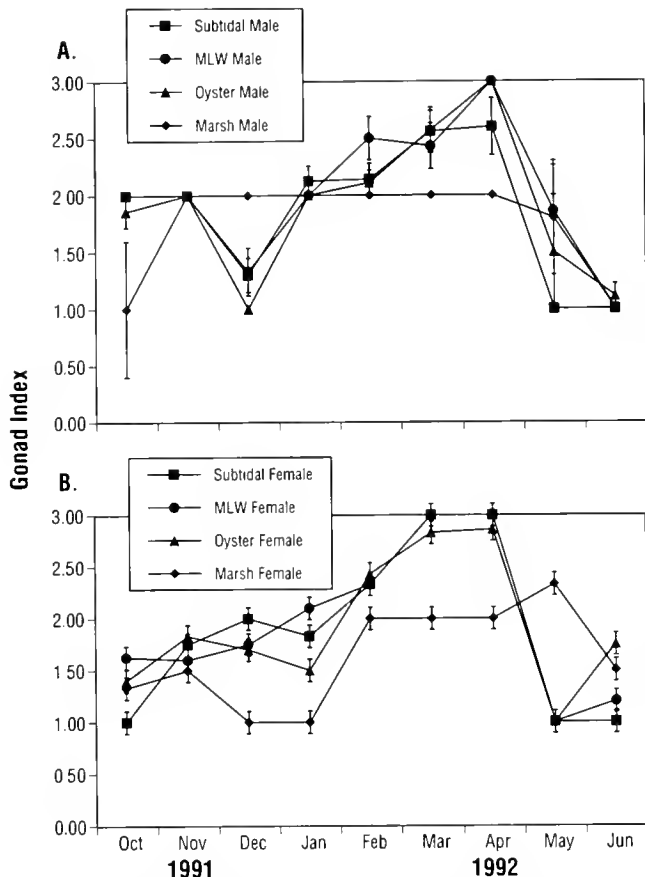 A.
Subtidal Male
MLW Male
Oyster Male
Marsh Male
3.00
2.50
2.00
1.50
1.00
0.50
0.00
Gonad Index
B.
Subtidal Female
MLW Female
Oyster Female
Marsh Female
3.00
2.50
2.00
1.50
1.00
0.50
0.00
Oct Nov Dec Jan Feb Mar Apr May Jun
1991 1992